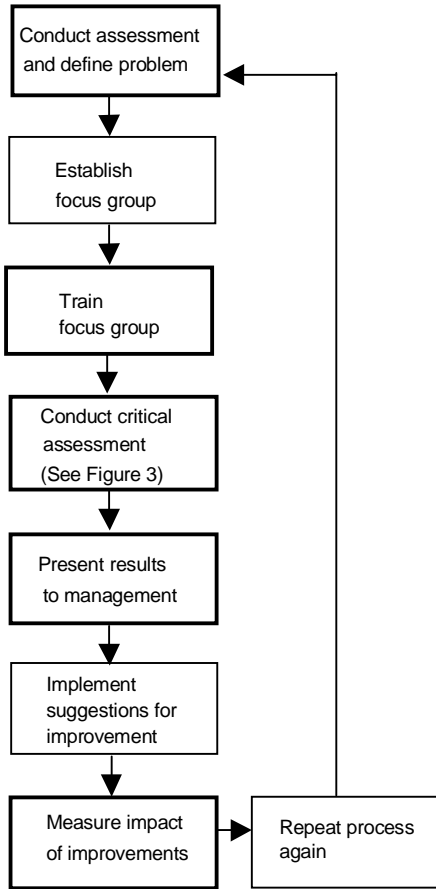 Conduct assessment
and define problem
Establish
focus group
Train
focus group
Conduct critical
assessment
(See Figure 3)
Present results
to management
Implement
suggestions for
improvement
Measure impact
of improvements
Repeat process
again